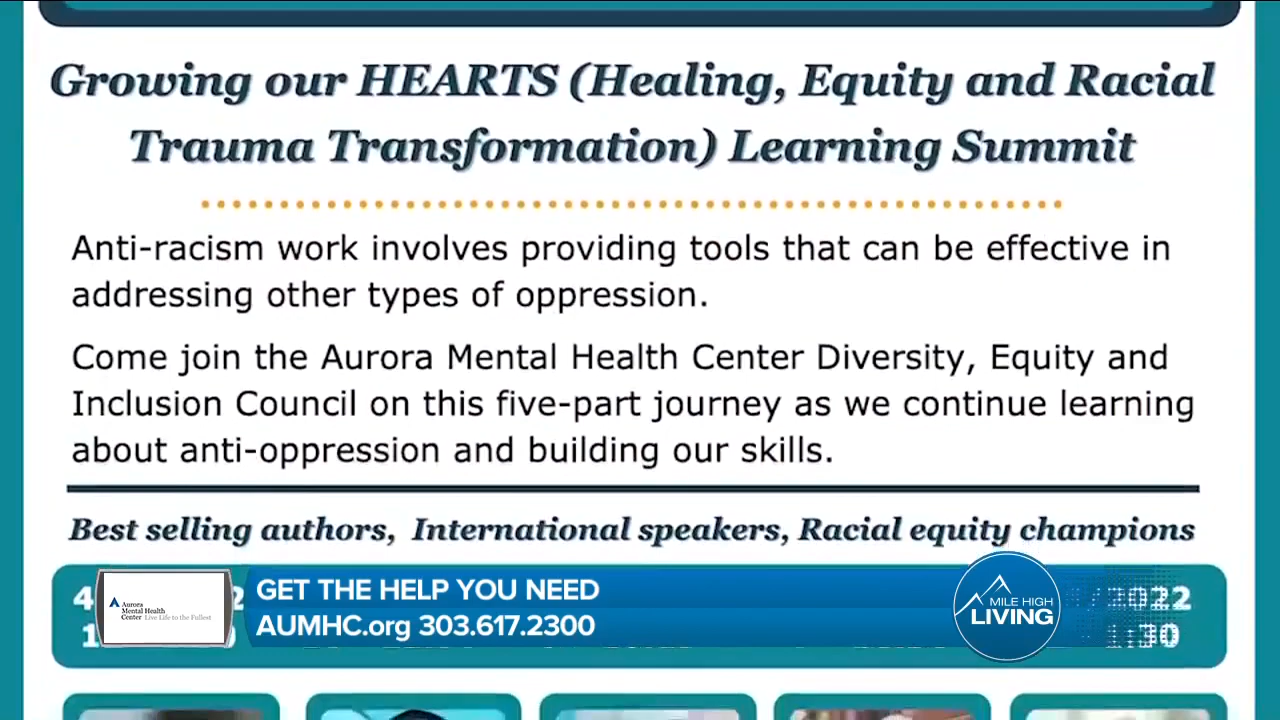 Growing our HEARTS (Healing, Equity and Racial
Trauma Transformation) Learning Summit
Anti-racism work involves providing tools that can be effective in
addressing other types of oppression.
Come join the Aurora Mental Health Center Diversity, Equity and
Inclusion Council on this five-part journey as we continue learning
about anti-oppression and building our skills.
Best selling authors, International speakers, Racial equity champions
Aurora
Mental Health
Center Live Life to the Fullest
GET THE HELP YOU NEED
AUMHC.org 303.617.2300
MILE HIGH
LIVING
/2022
1:30